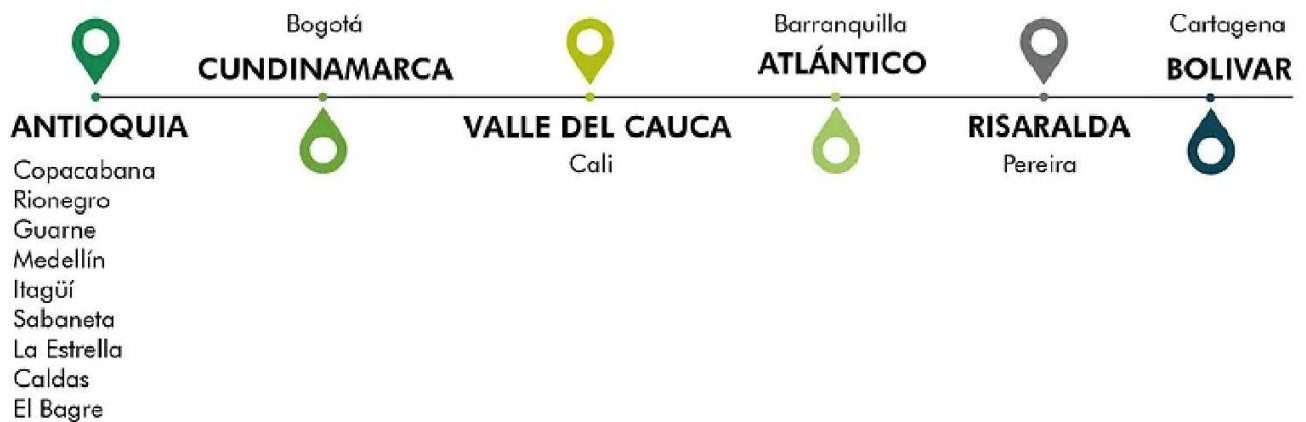 ANTIOQUIA
Copacabana
Rionegro
Guarne
Medellín
Itagüí
Sabaneta
La Estrella
Caldas
El Bagre
Bogotá
CUNDINAMARCA
VALLE DEL CAUCA
Cali
Barranquilla
ATLÁNTICO
RISARALDA
Pereira
Cartagena
BOLIVAR